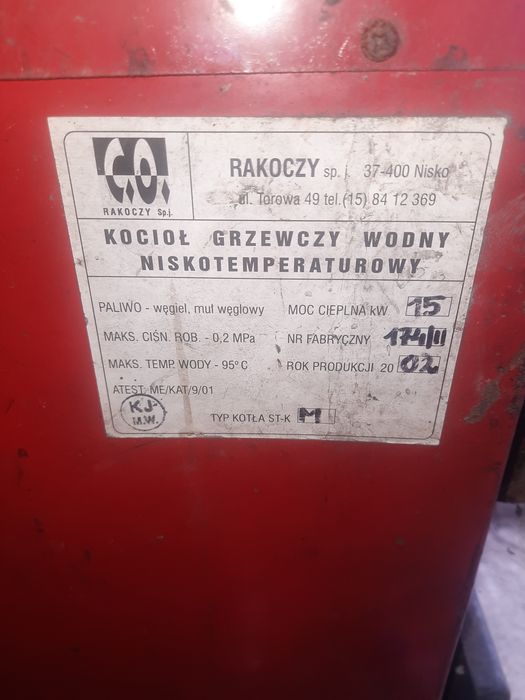 C.O.
RAKOCZY Sp.j.
RAKOCZY sp. j. 37-400 Nisko
ul. Torowa 49 tel.(15) 84 12 369
KOCIOŁ GRZEWCZY WODNY
NISKOTEMPERATUROWY
PALIWO - węgiel, muł węglowy MOC CIEPLNA kW 15
MAKS. CIŚN. ROB. - 0,2 MPa NR FABRYCZNY 174/II
MAKS. TEMP. WODY - 95°C ROK PRODUKCJI 20 02
ATEST: ME/KAT/9/01
KJ
M.W.
TYP KOTŁA ST-K M